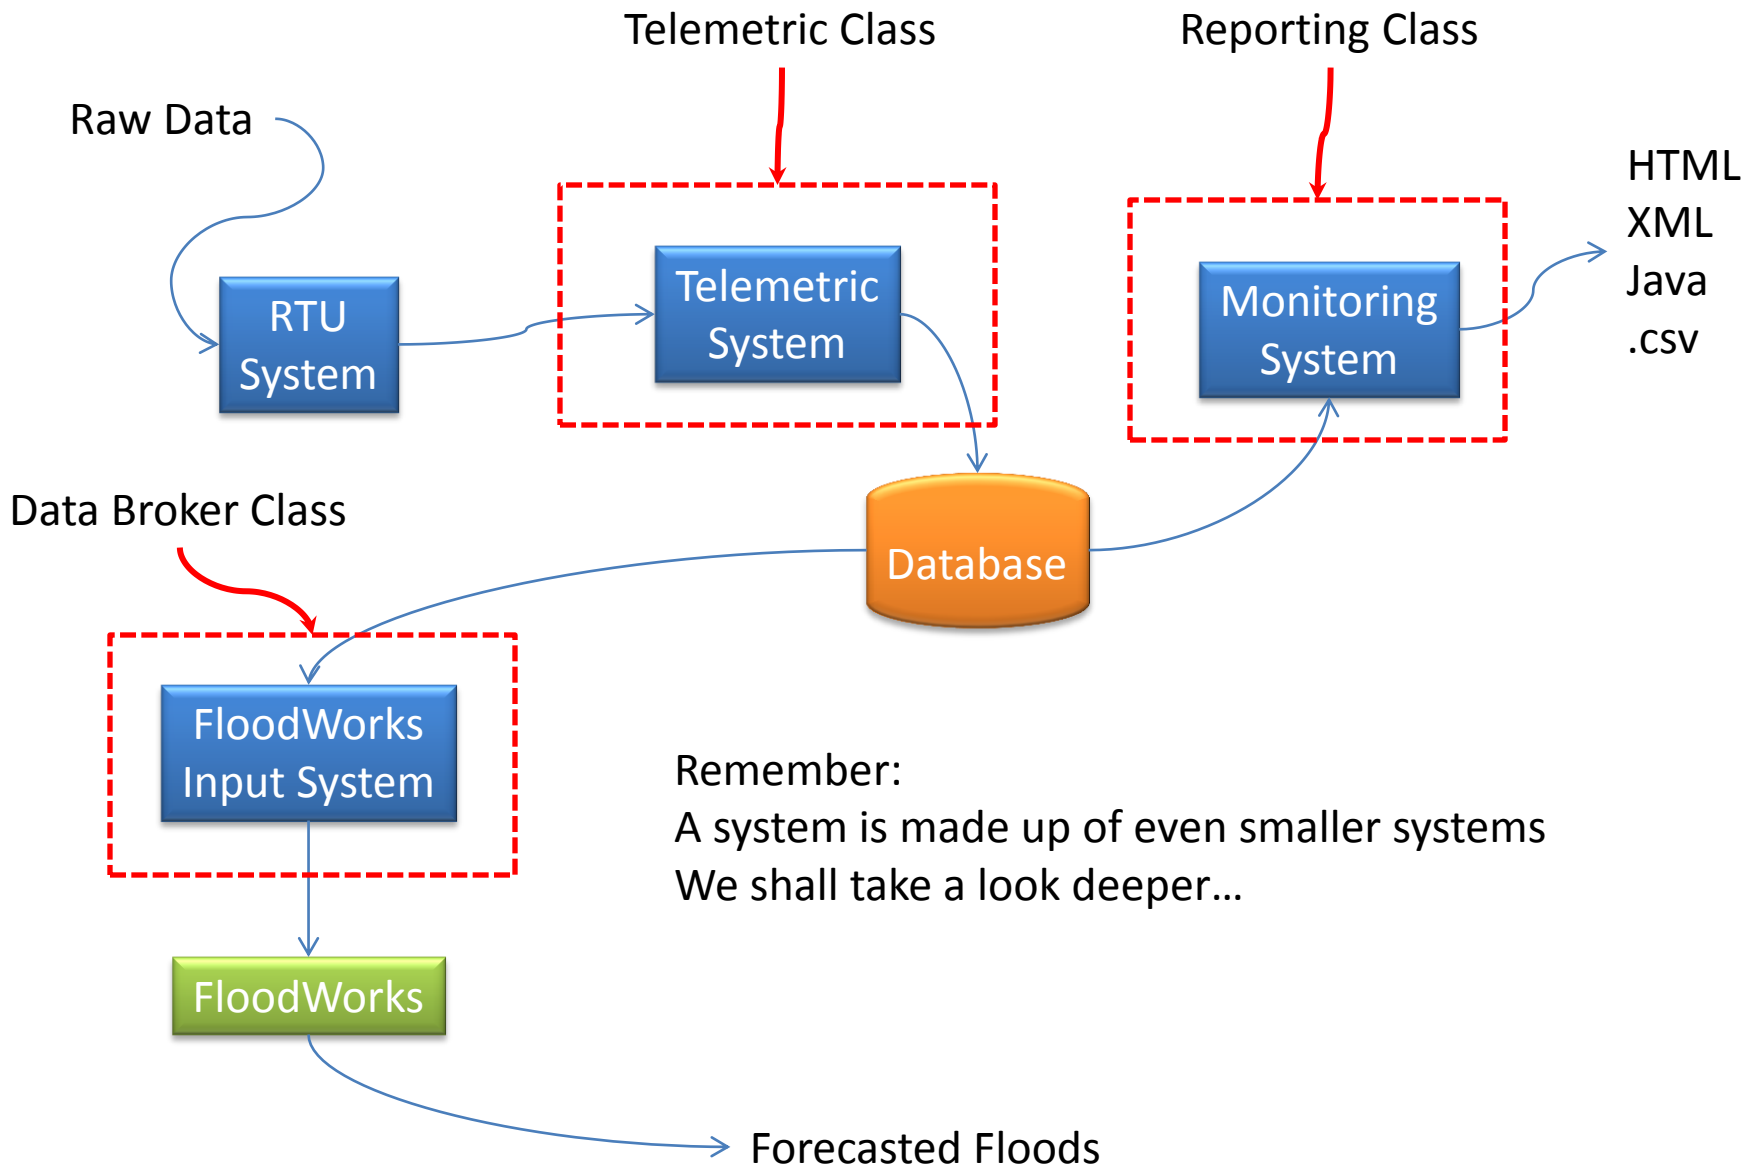 Telemetric Class
Reporting Class
Raw Data
HTML
XML
Java
.csv
RTU
System
Telemetric
System
Monitoring
System
Data Broker Class
Database
FloodWorks
Input System
Remember:
A system is made up of even smaller systems
We shall take a look deeper…
FloodWorks
Forecasted Floods